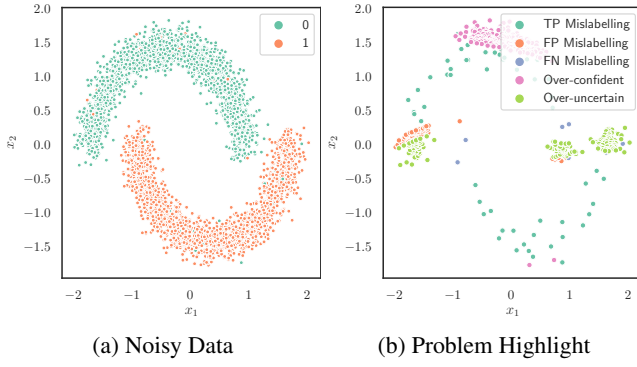 2.0
1.5
1.0
0.5
0.0
−0.5
−1.0
−1.5
x2
−2
−1
0
1
2
x1
0
1
(a) Noisy Data
2.0
1.5
1.0
0.5
0.0
−0.5
−1.0
−1.5
x2
−2
−1
0
1
2
x1
TP Mislabelling
FP Mislabelling
FN Mislabelling
Over-confident
Over-uncertain
(b) Problem Highlight